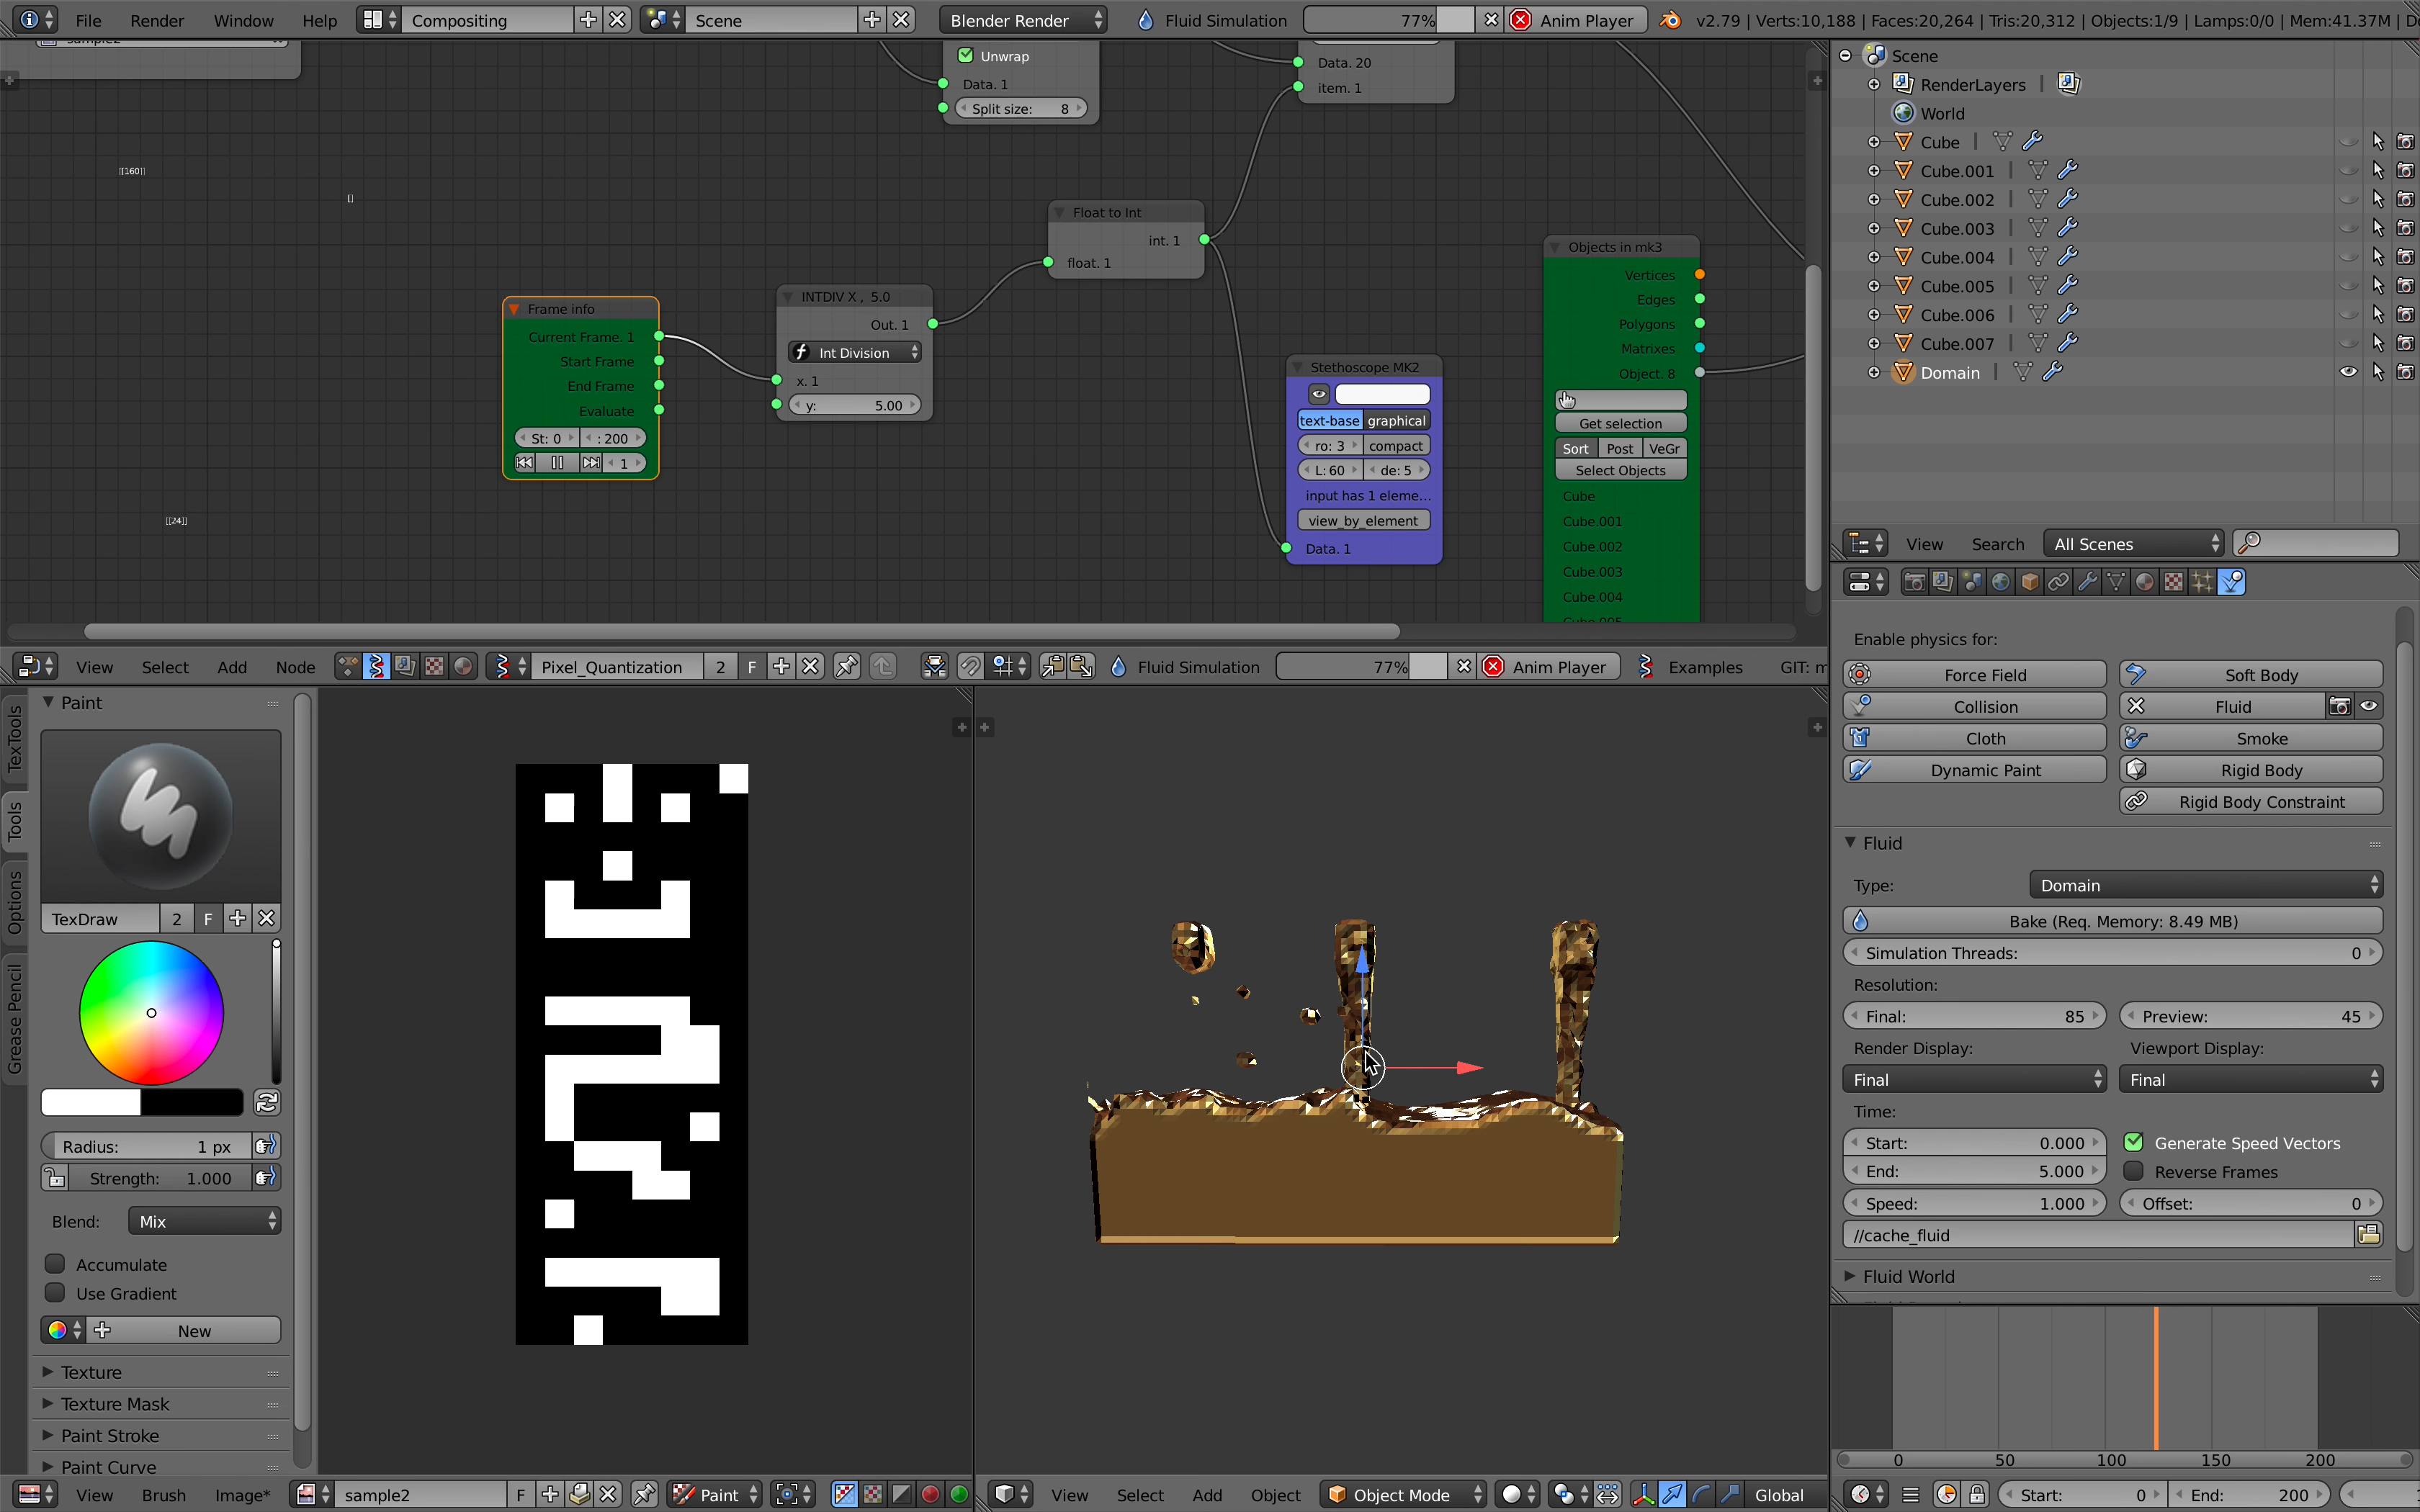 File Render Window Help Compositing Scene Blender Render Fluid Simulation 77% Anim Player v2.79 | Verts:10,188 | Faces:20,264 | Tris:20,312 | Objects:1/9 | Lamps:0/0 | Mem:41.37M
Unwrap
Data. 1
Split size: 8
Data. 20
item. 1
[[160]]
[]
[[24]]
Float to Int
int. 1
float. 1
INTDIV X , 5.0
Out. 1
Int Division
x. 1
y: 5.00
Frame info
Current Frame. 1
Start Frame
End Frame
Evaluate
St: 0 : 200
1
Stethoscope MK2
text-base graphical
ro: 3 compact
L: 60 de: 5
input has 1 eleme...
view_by_element
Data. 1
Objects in mk3
Vertices
Edges
Polygons
Matrixes
Object. 8
Get selection
Sort Post VeGr
Select Objects
Cube
Cube.001
Cube.002
Cube.003
Cube.004
View Select Add Node Pixel_Quantization 2 F Fluid Simulation 77% Anim Player Examples GIT: m
Scene
RenderLayers
World
Cube
Cube.001
Cube.002
Cube.003
Cube.004
Cube.005
Cube.006
Cube.007
Domain
View Search All Scenes
Enable physics for:
Force Field Soft Body
Collision Fluid
Cloth Smoke
Dynamic Paint Rigid Body
Rigid Body Constraint
Fluid
Type: Domain
Bake (Req. Memory: 8.49 MB)
Simulation Threads: 0
Resolution:
Final: 85 Preview: 45
Render Display: Viewport Display:
Final Final
Time:
Start: 0.000 Generate Speed Vectors
End: 5.000 Reverse Frames
Speed: 1.000 Offset: 0
//cache_fluid
Fluid World
0 50 100 150 200
Start: 0 End: 200
TexTools
Tools
Options
Grease Pencil
Paint
TexDraw 2 F
Radius: 1 px
Strength: 1.000
Blend: Mix
Accumulate
Use Gradient
New
Texture
Texture Mask
Paint Stroke
Paint Curve
View Brush Image* sample2 F Paint
View Select Add Object Object Mode Global